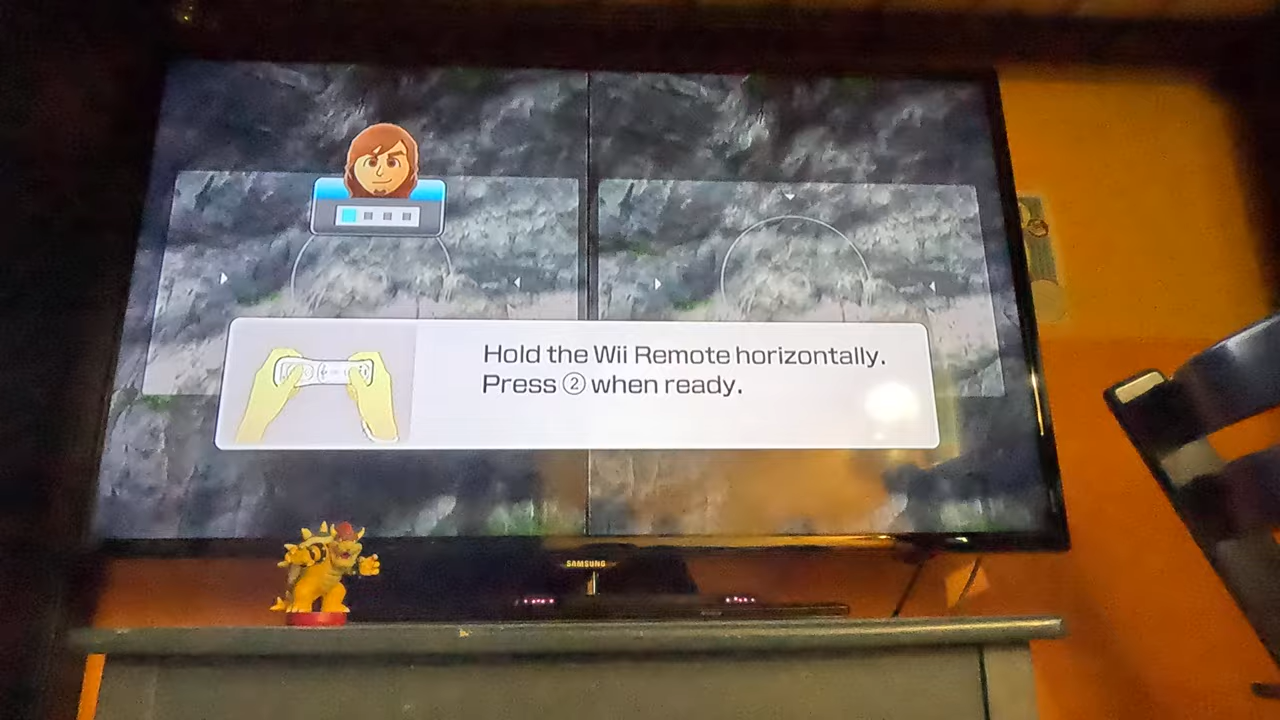 Hold the Wii Remote horizontally.
Press ② when ready.
SAMSUNG